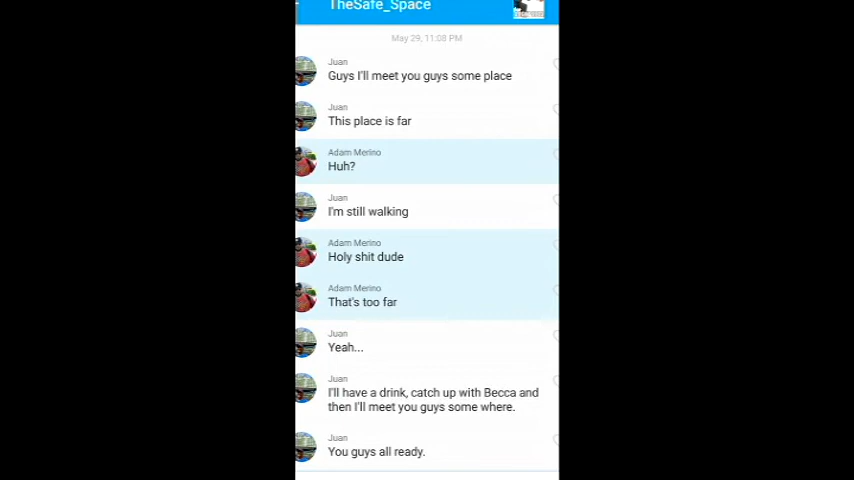 TheSafe_Space
May 29, 11:08 PM
Juan
Guys I'll meet you guys some place
Juan
This place is far
Adam Merino
Huh?
Juan
I'm still walking
Adam Merino
Holy shit dude
Adam Merino
That's too far
Juan
Yeah...
Juan
I'll have a drink, catch up with Becca and
then I'll meet you guys some where.
Juan
You guys all ready.